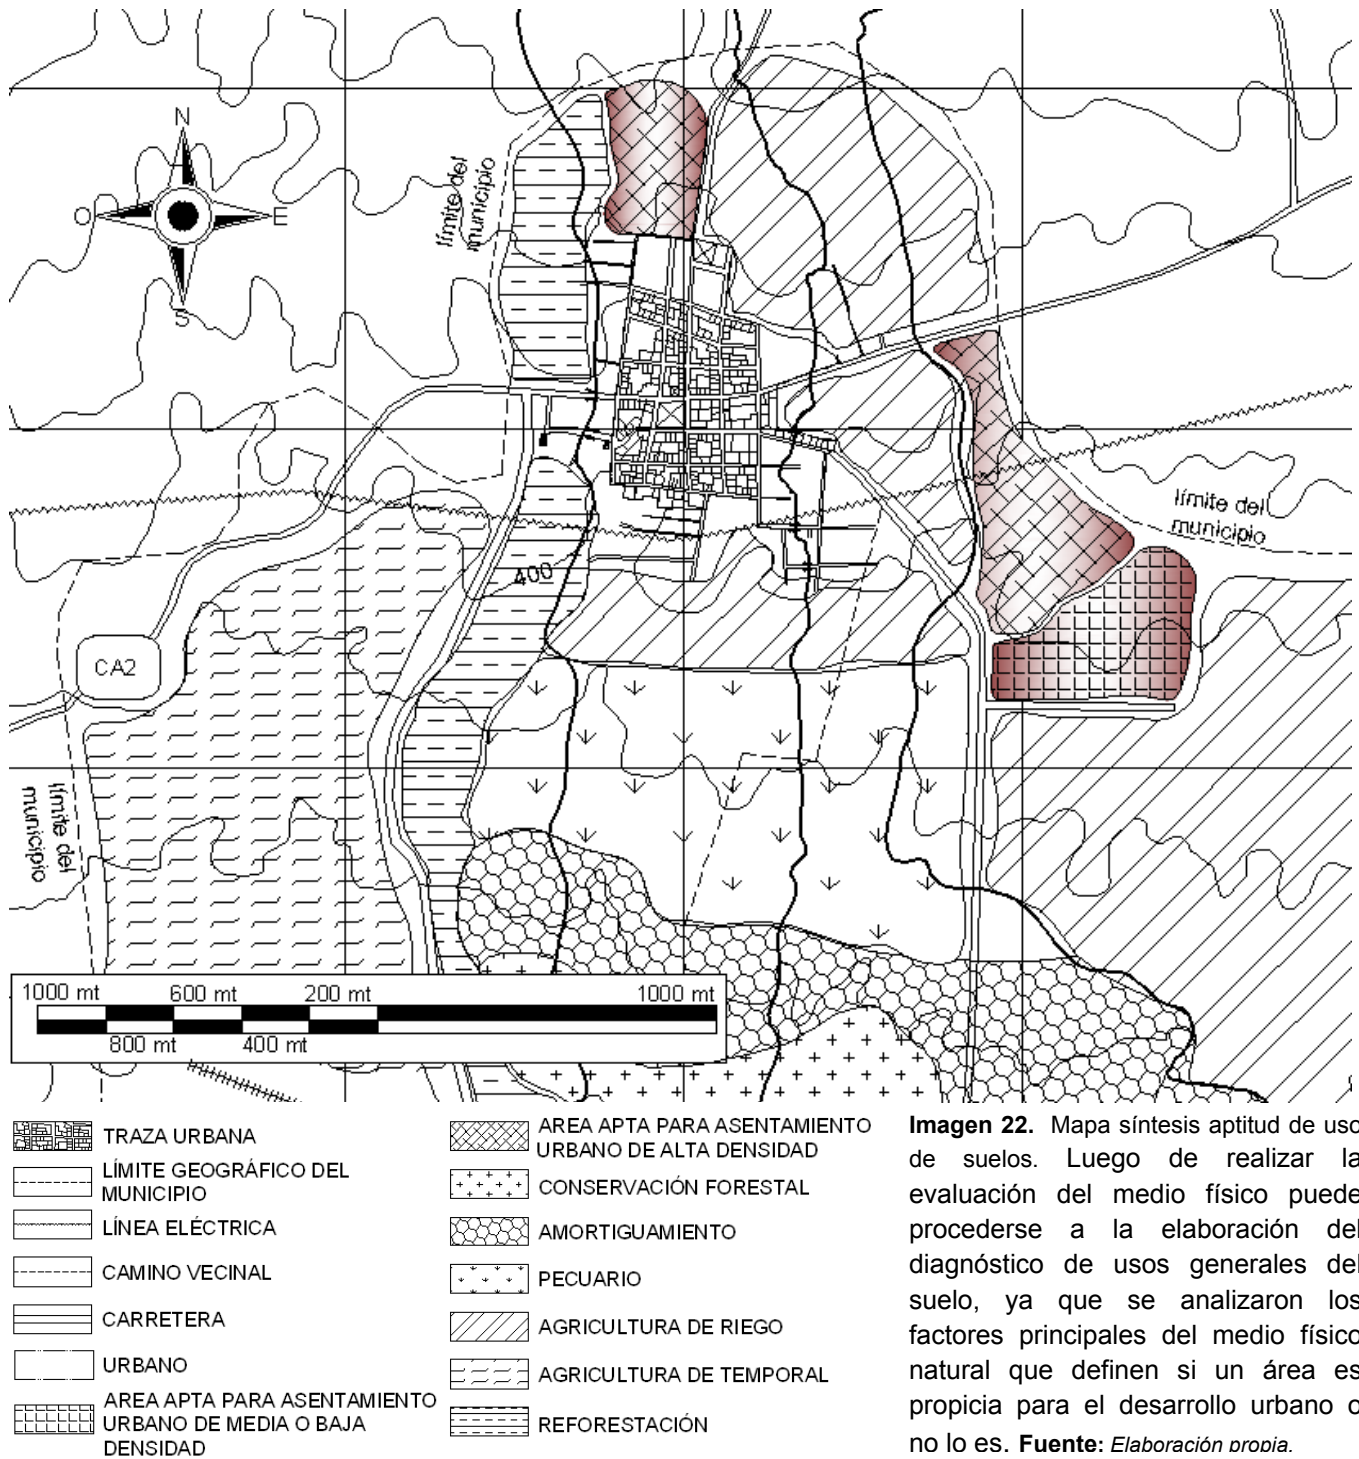 N
O
E
S
límite del
municipio
límite del
municipio
400
CA2
límite del
municipio
1000 mt
600 mt
200 mt
1000 mt
800 mt
400 mt
TRAZA URBANA
LÍMITE GEOGRÁFICO DEL
MUNICIPIO
LÍNEA ELÉCTRICA
CAMINO VECINAL
CARRETERA
URBANO
AREA APTA PARA ASENTAMIENTO
URBANO DE MEDIA O BAJA
DENSIDAD
AREA APTA PARA ASENTAMIENTO
URBANO DE ALTA DENSIDAD
CONSERVACIÓN FORESTAL
AMORTIGUAMIENTO
PECUARIO
AGRICULTURA DE RIEGO
AGRICULTURA DE TEMPORAL
REFORESTACIÓN
Imagen 22. Mapa síntesis aptitud de uso
de suelos. Luego de realizar la
evaluación del medio físico puede
procederse a la elaboración del
diagnóstico de usos generales del
suelo, ya que se analizaron los
factores principales del medio físico
natural que definen si un área es
propicia para el desarrollo urbano o
no lo es. Fuente: Elaboración propia.